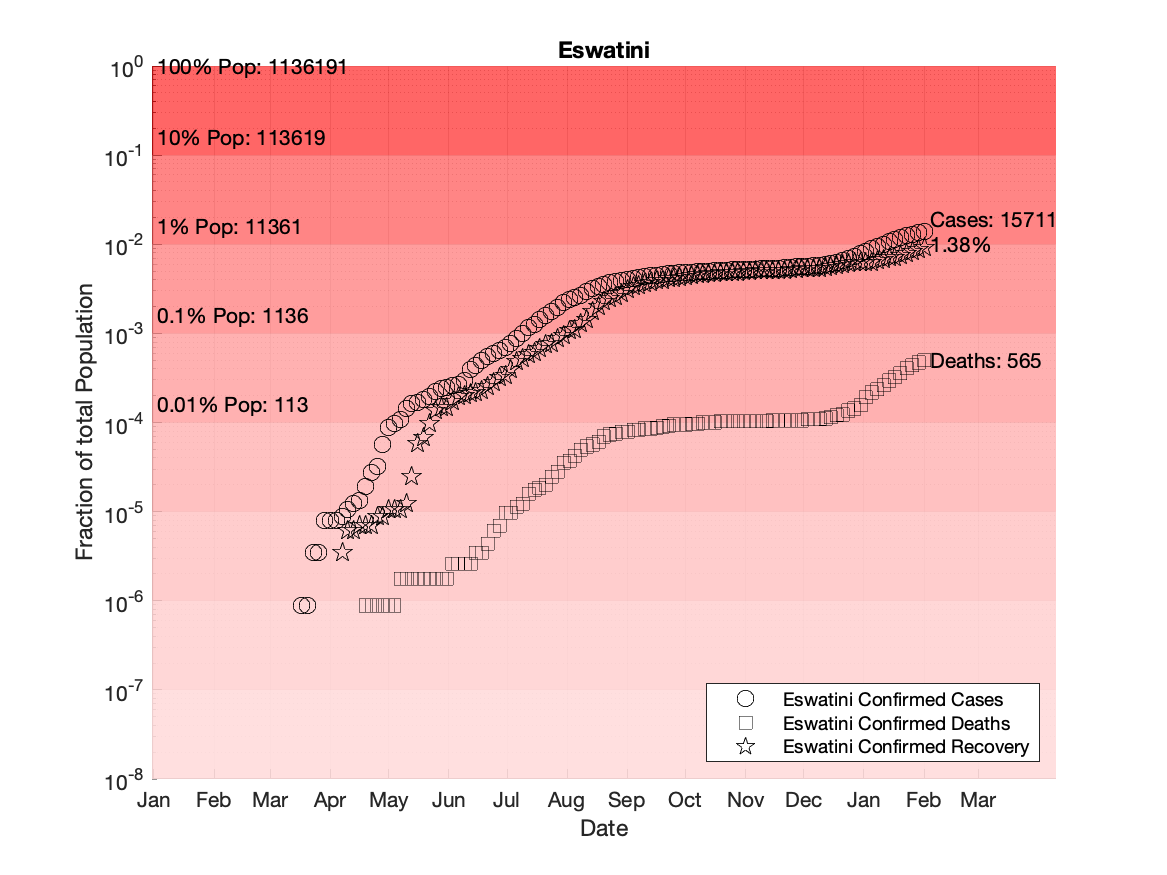 Eswatini
10^0
100% Pop: 1136191
10% Pop: 113619
10^-1
1% Pop: 11361
Cases: 15711
10^-2
1.38%
0.1% Pop: 1136
10^-3
Deaths: 565
0.01% Pop: 113
10^-4
10^-5
10^-6
10^-7
10^-8
Fraction of total Population
Eswatini Confirmed Cases
Eswatini Confirmed Deaths
Eswatini Confirmed Recovery
Jan Feb Mar Apr May Jun Jul Aug Sep Oct Nov Dec Jan Feb Mar
Date